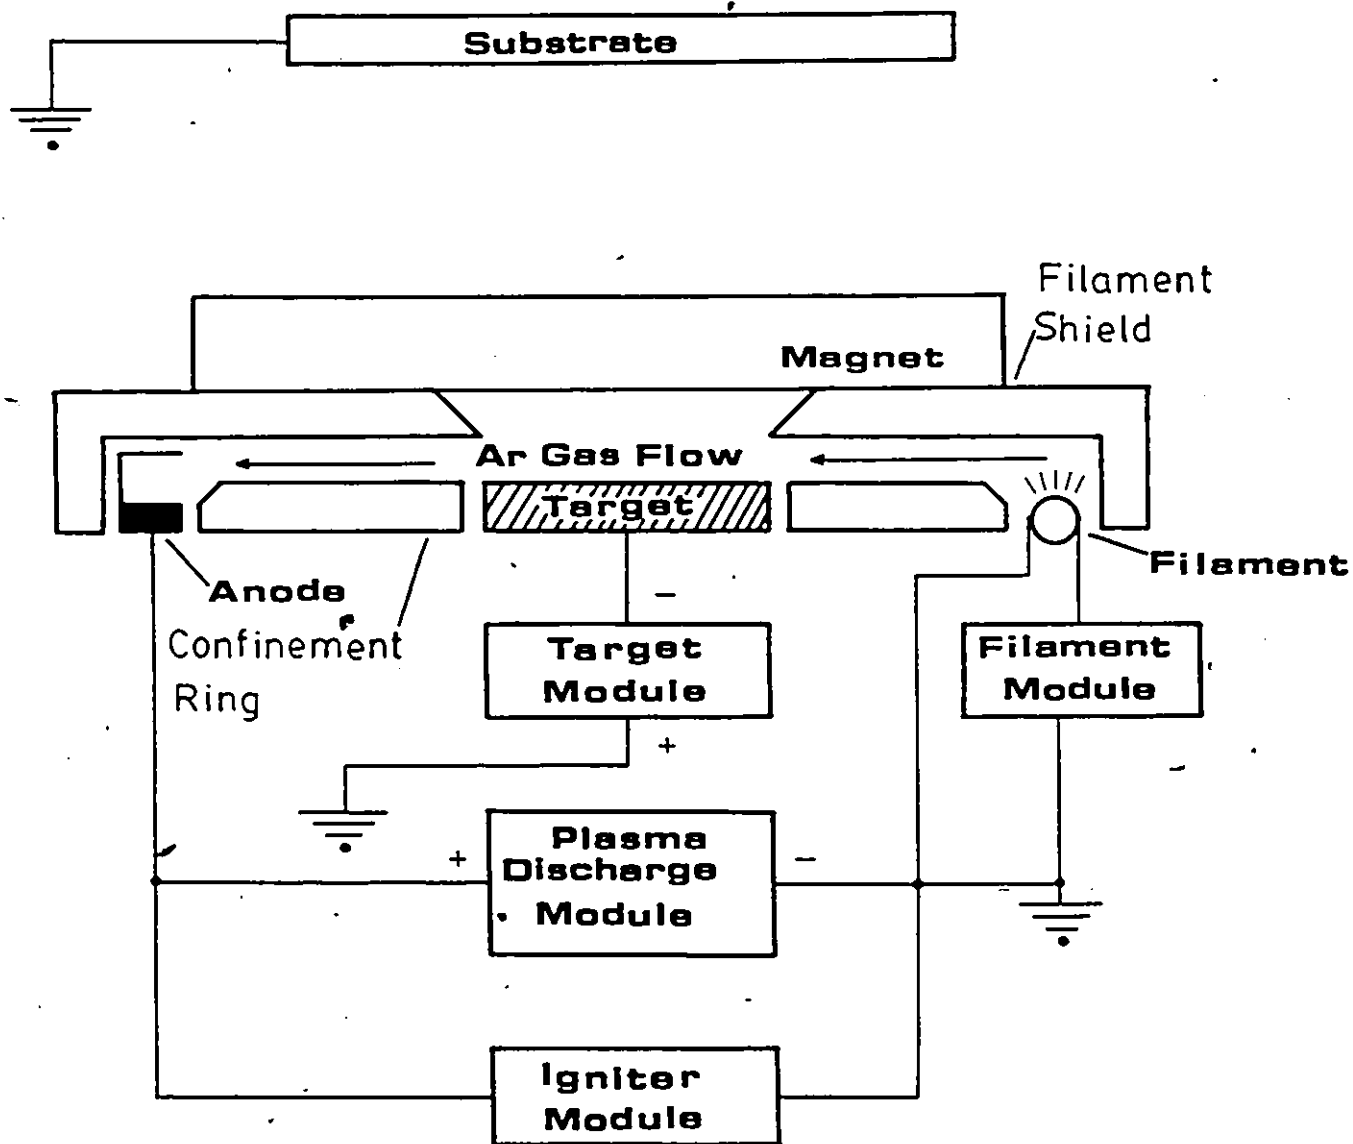 Substrate
Filament
Shield
Magnet
Ar Gas Flow
Target
Anode
Filament
Confinement
Ring
−
Target
Module
+
Filament
Module
+
Plasma
Discharge
Module
−
Igniter
Module